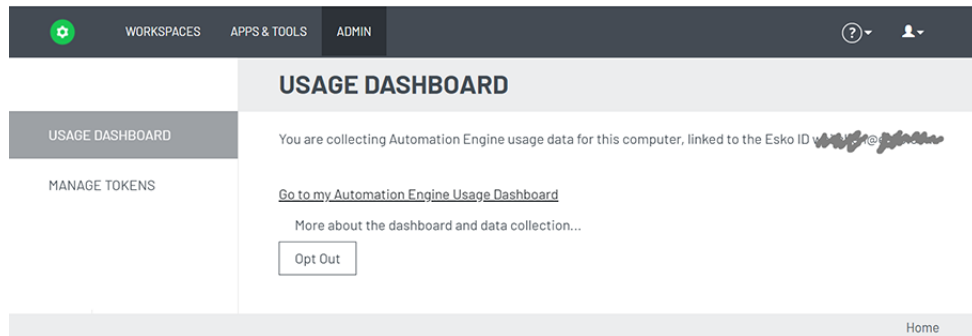 WORKSPACES APPS & TOOLS ADMIN ?
USAGE DASHBOARD
USAGE DASHBOARD
MANAGE TOKENS
You are collecting Automation Engine usage data for this computer, linked to the Esko ID
Go to my Automation Engine Usage Dashboard
More about the dashboard and data collection...
Opt Out
Home